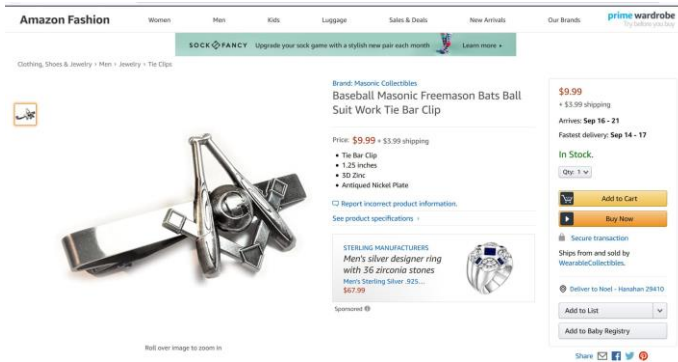 Amazon Fashion
Women
Men
Kids
Luggage
Sales & Deals
New Arrivals
Our Brands
prime wardrobe
Try before you buy
SOCK FANCY Upgrade your sock game with a stylish new pair each month Learn more ▸
Clothing, Shoes & Jewelry › Men › Jewelry › Tie Clips
Brand: Masonic Collectibles
Baseball Masonic Freemason Bats Ball
Suit Work Tie Bar Clip
Price: $9.99 + $3.99 shipping
• Tie Bar Clip
• 1.25 inches
• 3D Zinc
• Antiqued Nickel Plate
Report incorrect product information.
See product specifications ›
STERLING MANUFACTURERS
Men's silver designer ring
with 36 zirconia stones
Men's Sterling Silver .925...
$67.99
Sponsored
Roll over image to zoom in
$9.99
+ $3.99 shipping
Arrives: Sep 16 - 21
Fastest delivery: Sep 14 - 17
In Stock.
Qty: 1
Add to Cart
Buy Now
Secure transaction
Ships from and sold by
WearableCollectibles.
Deliver to Noel - Hanahan 29410
Add to List
Add to Baby Registry
Share